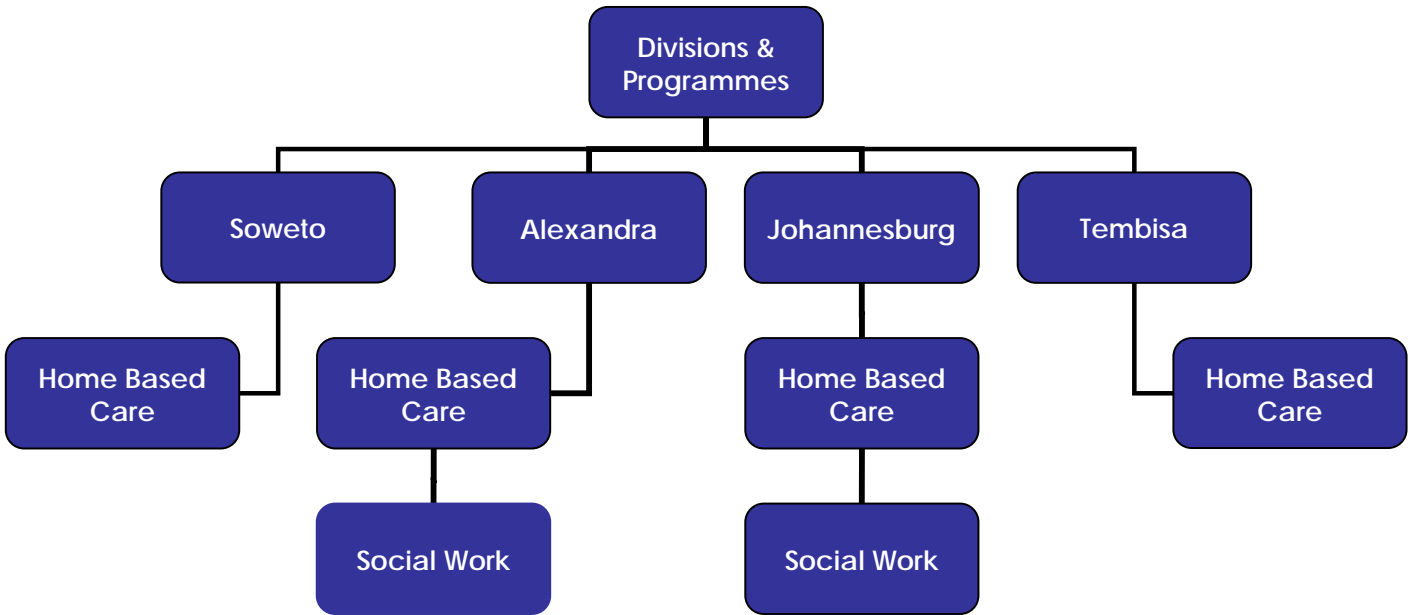 Divisions &
Programmes
Soweto
Alexandra
Johannesburg
Tembisa
Home Based
Care
Home Based
Care
Home Based
Care
Home Based
Care
Social Work
Social Work